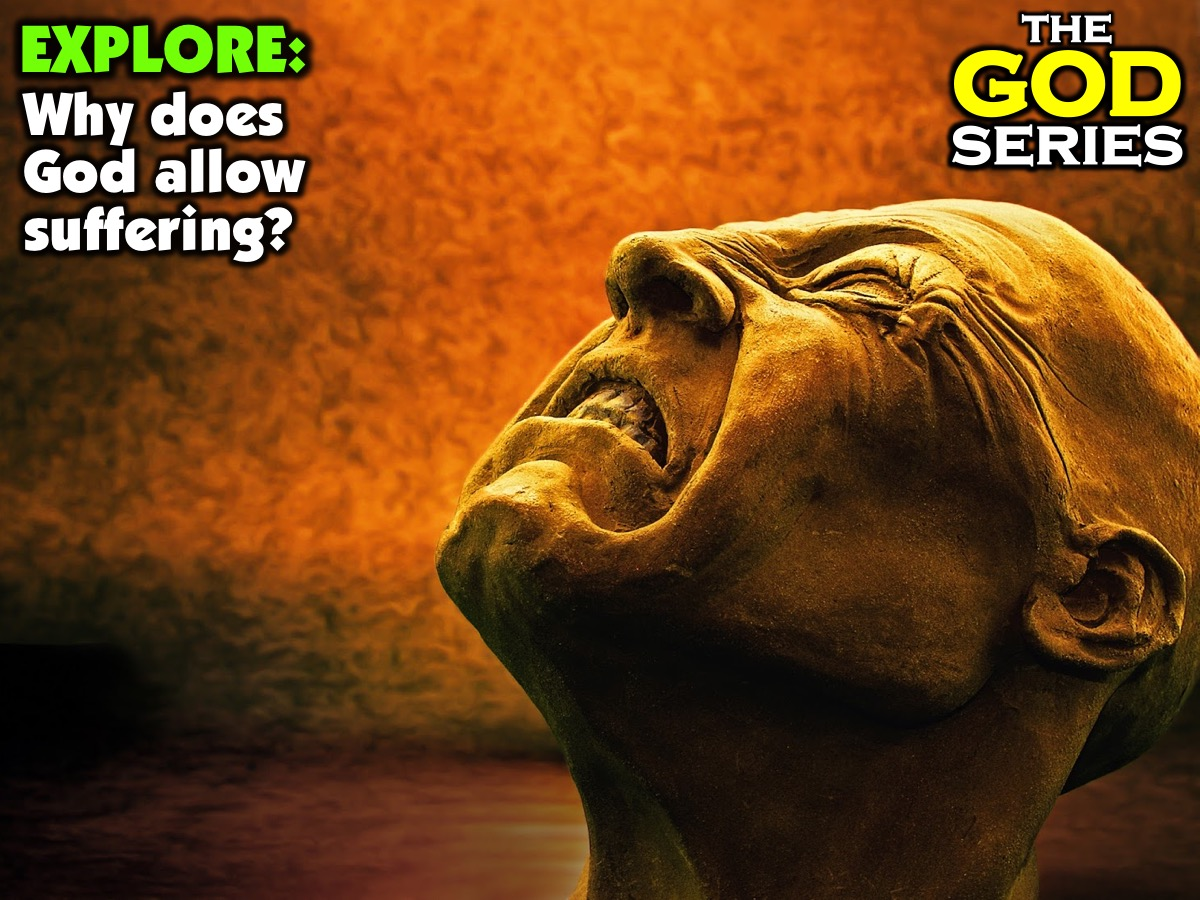 EXPLORE:
Why does
God allow
suffering?
THE
GOD
SERIES